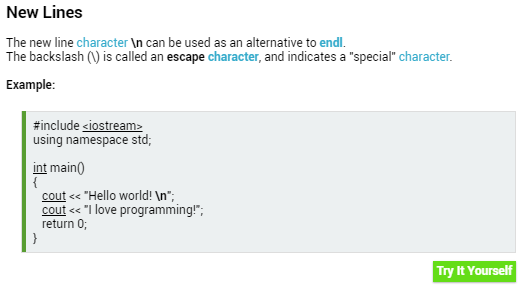 New Lines
The new line character \n can be used as an alternative to endl.
The backslash (\) is called an escape character, and indicates a "special" character.
Example:
#include <iostream>
using namespace std;
int main()
{
cout << "Hello world! \n";
cout << "I love programming!";
return 0;
}
Try It Yourself